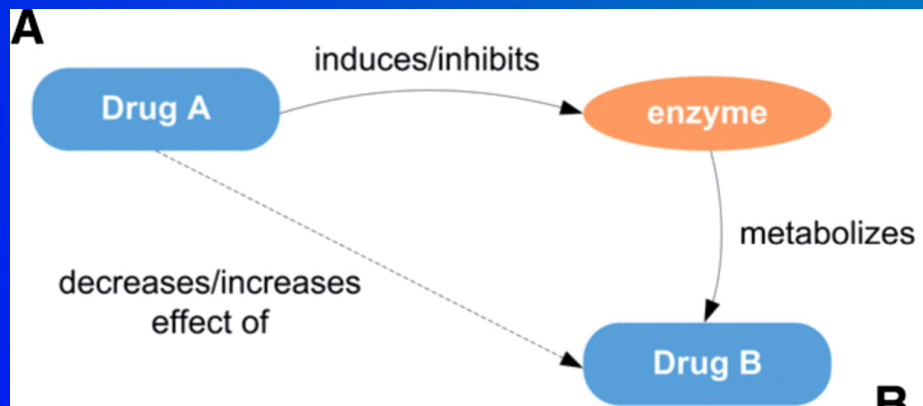 A
induces/inhibits
Drug A
enzyme
metabolizes
decreases/increases
effect of
Drug B
B